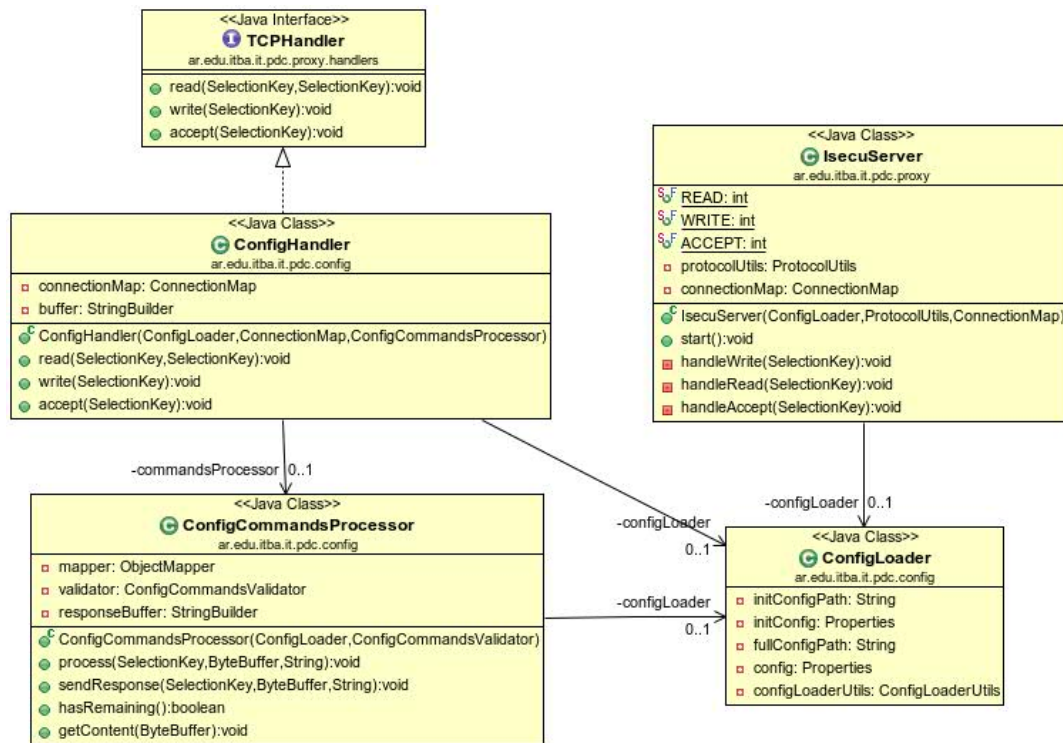 <<Java Interface>>
I TCPHandler
ar.edu.itba.it.pdc.proxy.handlers
read(SelectionKey,SelectionKey):void
write(SelectionKey):void
accept(SelectionKey):void
<<Java Class>>
C IsecuServer
ar.edu.itba.it.pdc.proxy
S F READ: int
S F WRITE: int
S F ACCEPT: int
protocolUtils: ProtocolUtils
connectionMap: ConnectionMap
C IsecuServer(ConfigLoader,ProtocolUtils,ConnectionMap)
start():void
handleWrite(SelectionKey):void
handleRead(SelectionKey):void
handleAccept(SelectionKey):void
<<Java Class>>
C ConfigHandler
ar.edu.itba.it.pdc.config
connectionMap: ConnectionMap
buffer: StringBuilder
C ConfigHandler(ConfigLoader,ConnectionMap,ConfigCommandsProcessor)
read(SelectionKey,SelectionKey):void
write(SelectionKey):void
accept(SelectionKey):void
-commandsProcessor 0..1
-configLoader
0..1
-configLoader 0..1
<<Java Class>>
C ConfigCommandsProcessor
ar.edu.itba.it.pdc.config
mapper: ObjectMapper
validator: ConfigCommandsValidator
responseBuffer: StringBuilder
C ConfigCommandsProcessor(ConfigLoader,ConfigCommandsValidator)
process(SelectionKey,ByteBuffer,String):void
sendResponse(SelectionKey,ByteBuffer,String):void
hasRemaining():boolean
getContent(ByteBuffer):void
-configLoader
0..1
<<Java Class>>
C ConfigLoader
ar.edu.itba.it.pdc.config
initConfigPath: String
initConfig: Properties
fullConfigPath: String
config: Properties
configLoaderUtils: ConfigLoaderUtils